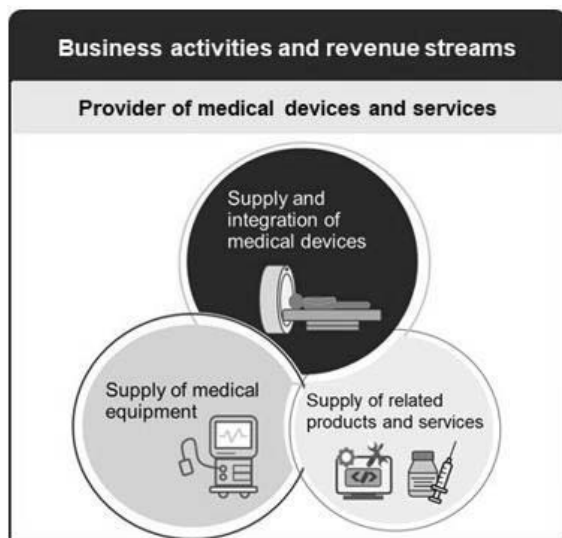 Business activities and revenue streams
Provider of medical devices and services
Supply and
integration of
medical devices
Supply of medical
equipment
Supply of related
products and services
</>